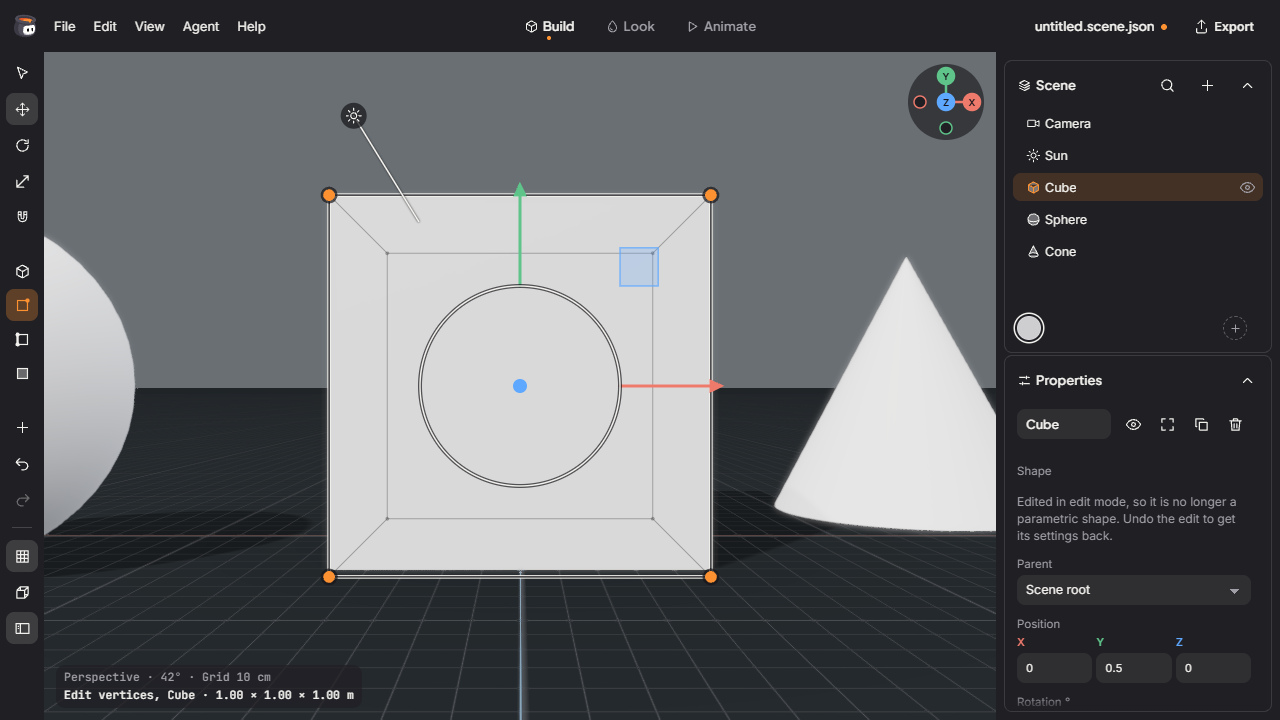 File Edit View Agent Help
Build Look Animate
untitled.scene.json Export
Y
Z X
Scene
Camera
Sun
Cube
Sphere
Cone
Properties
Cube
Shape
Edited in edit mode, so it is no longer a
parametric shape. Undo the edit to get
its settings back.
Parent
Scene root
Position
X Y Z
0 0.5 0
Rotation °
Perspective · 42° · Grid 10 cm
Edit vertices, Cube · 1.00 × 1.00 × 1.00 m